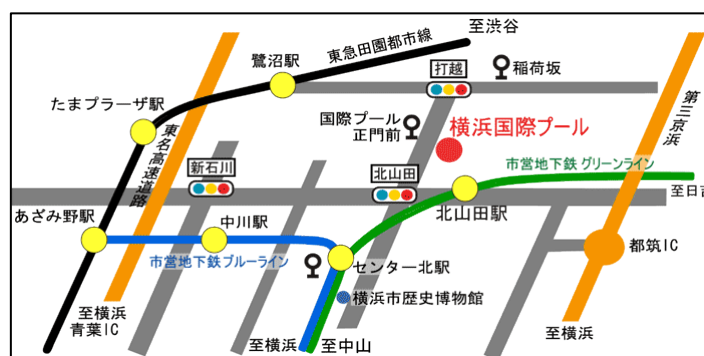 至渋谷
東急田園都市線
鷺沼駅
打越
稲荷坂
たまプラーザ駅
国際プール
正門前
横浜国際プール
第三京浜
東名高速道路
新石川
北山田
市営地下鉄 グリーンライン
至日吉
あざみ野駅
中川駅
北山田駅
市営地下鉄 ブルーライン
センター北駅
都筑IC
横浜市歴史博物館
至横浜
青葉IC
至横浜
至中山
至横浜